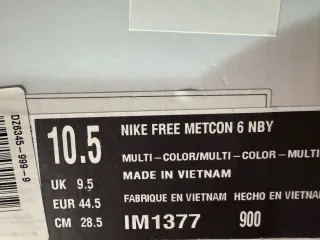 DZ6345-999-9
10.5 NIKE FREE METCON 6 NBY
MULTI-COLOR/MULTI-COLOR-MULTI
UK 9.5 MADE IN VIETNAM
EUR 44.5 FABRIQUE EN VIETNAM HECHO EN VIETNAM
CM 28.5 IM1377 900